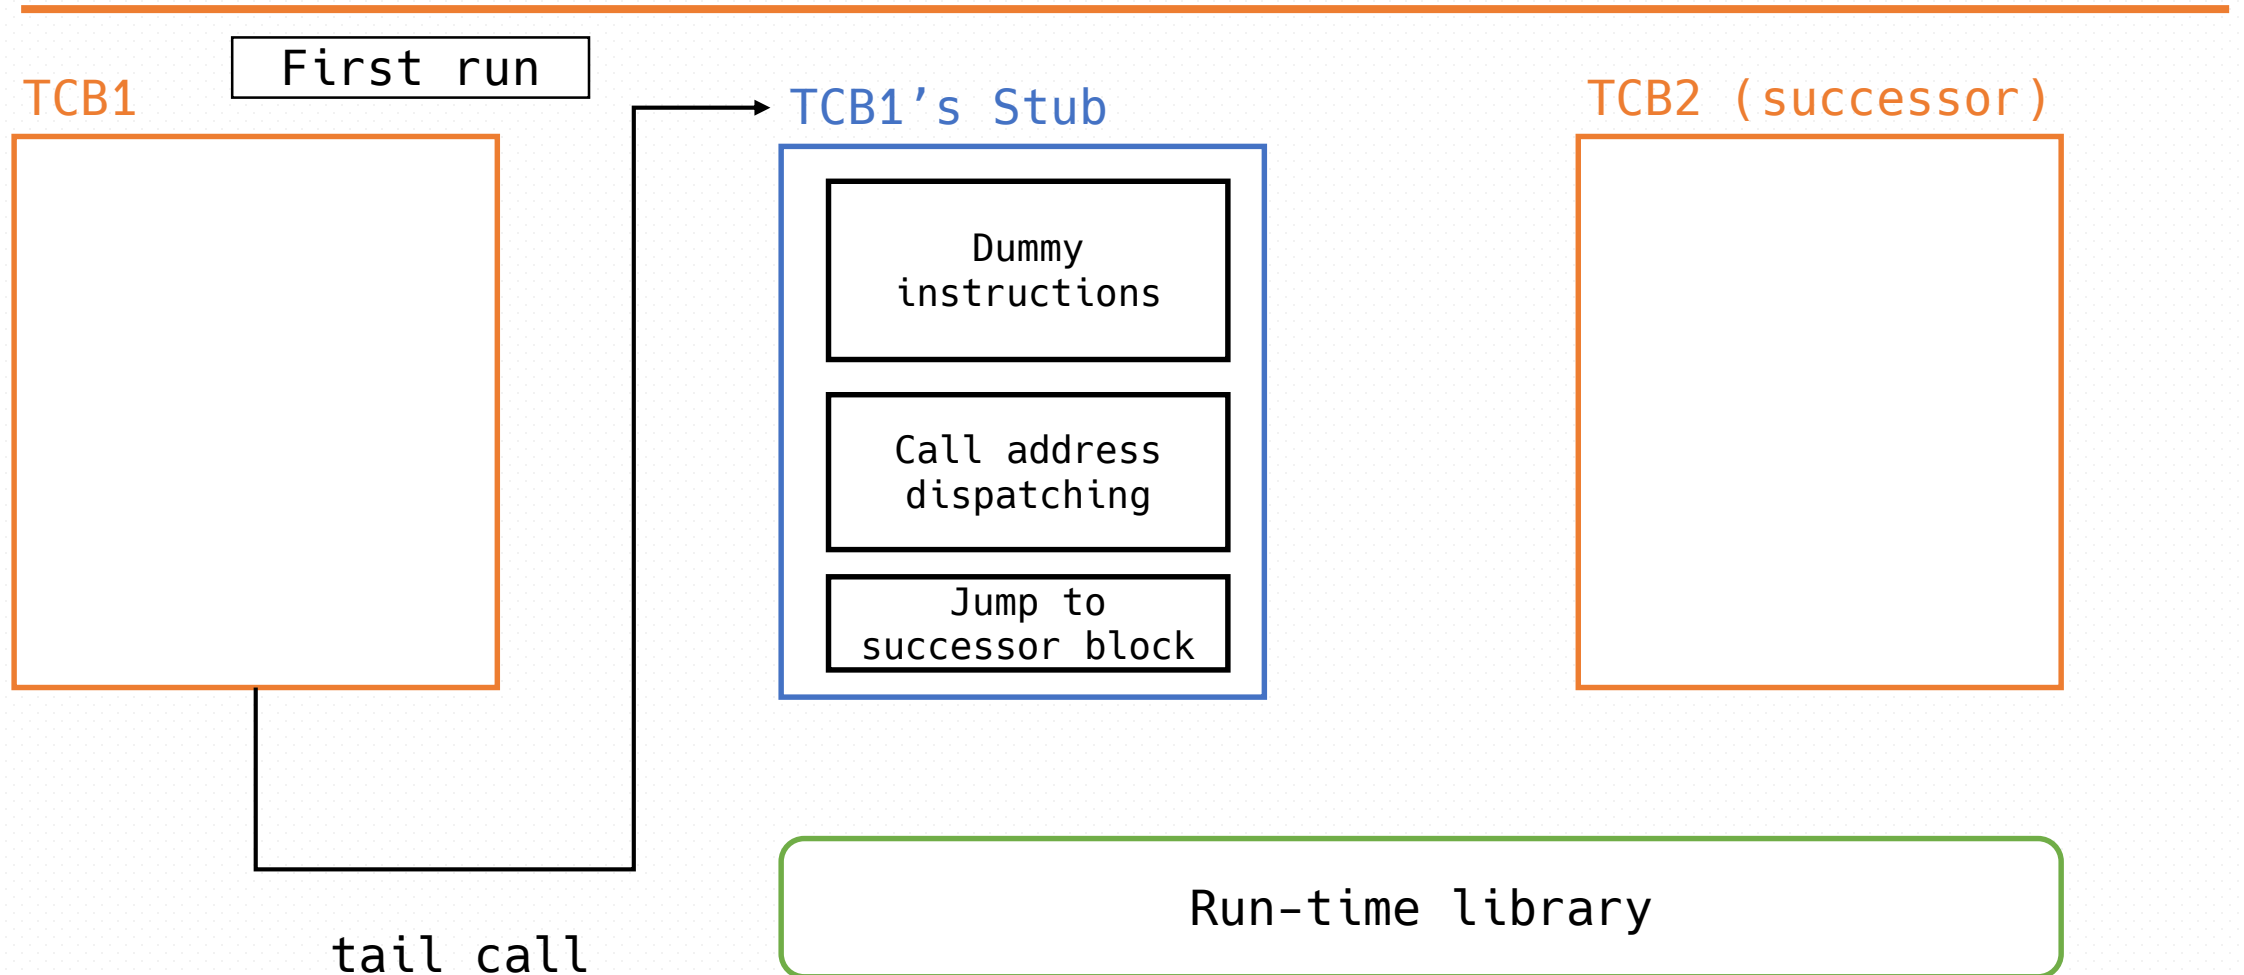 First run
TCB1
TCB1’s Stub
TCB2 (successor)
Dummy
instructions
Call address
dispatching
Jump to
successor block
Run-time library
tail call